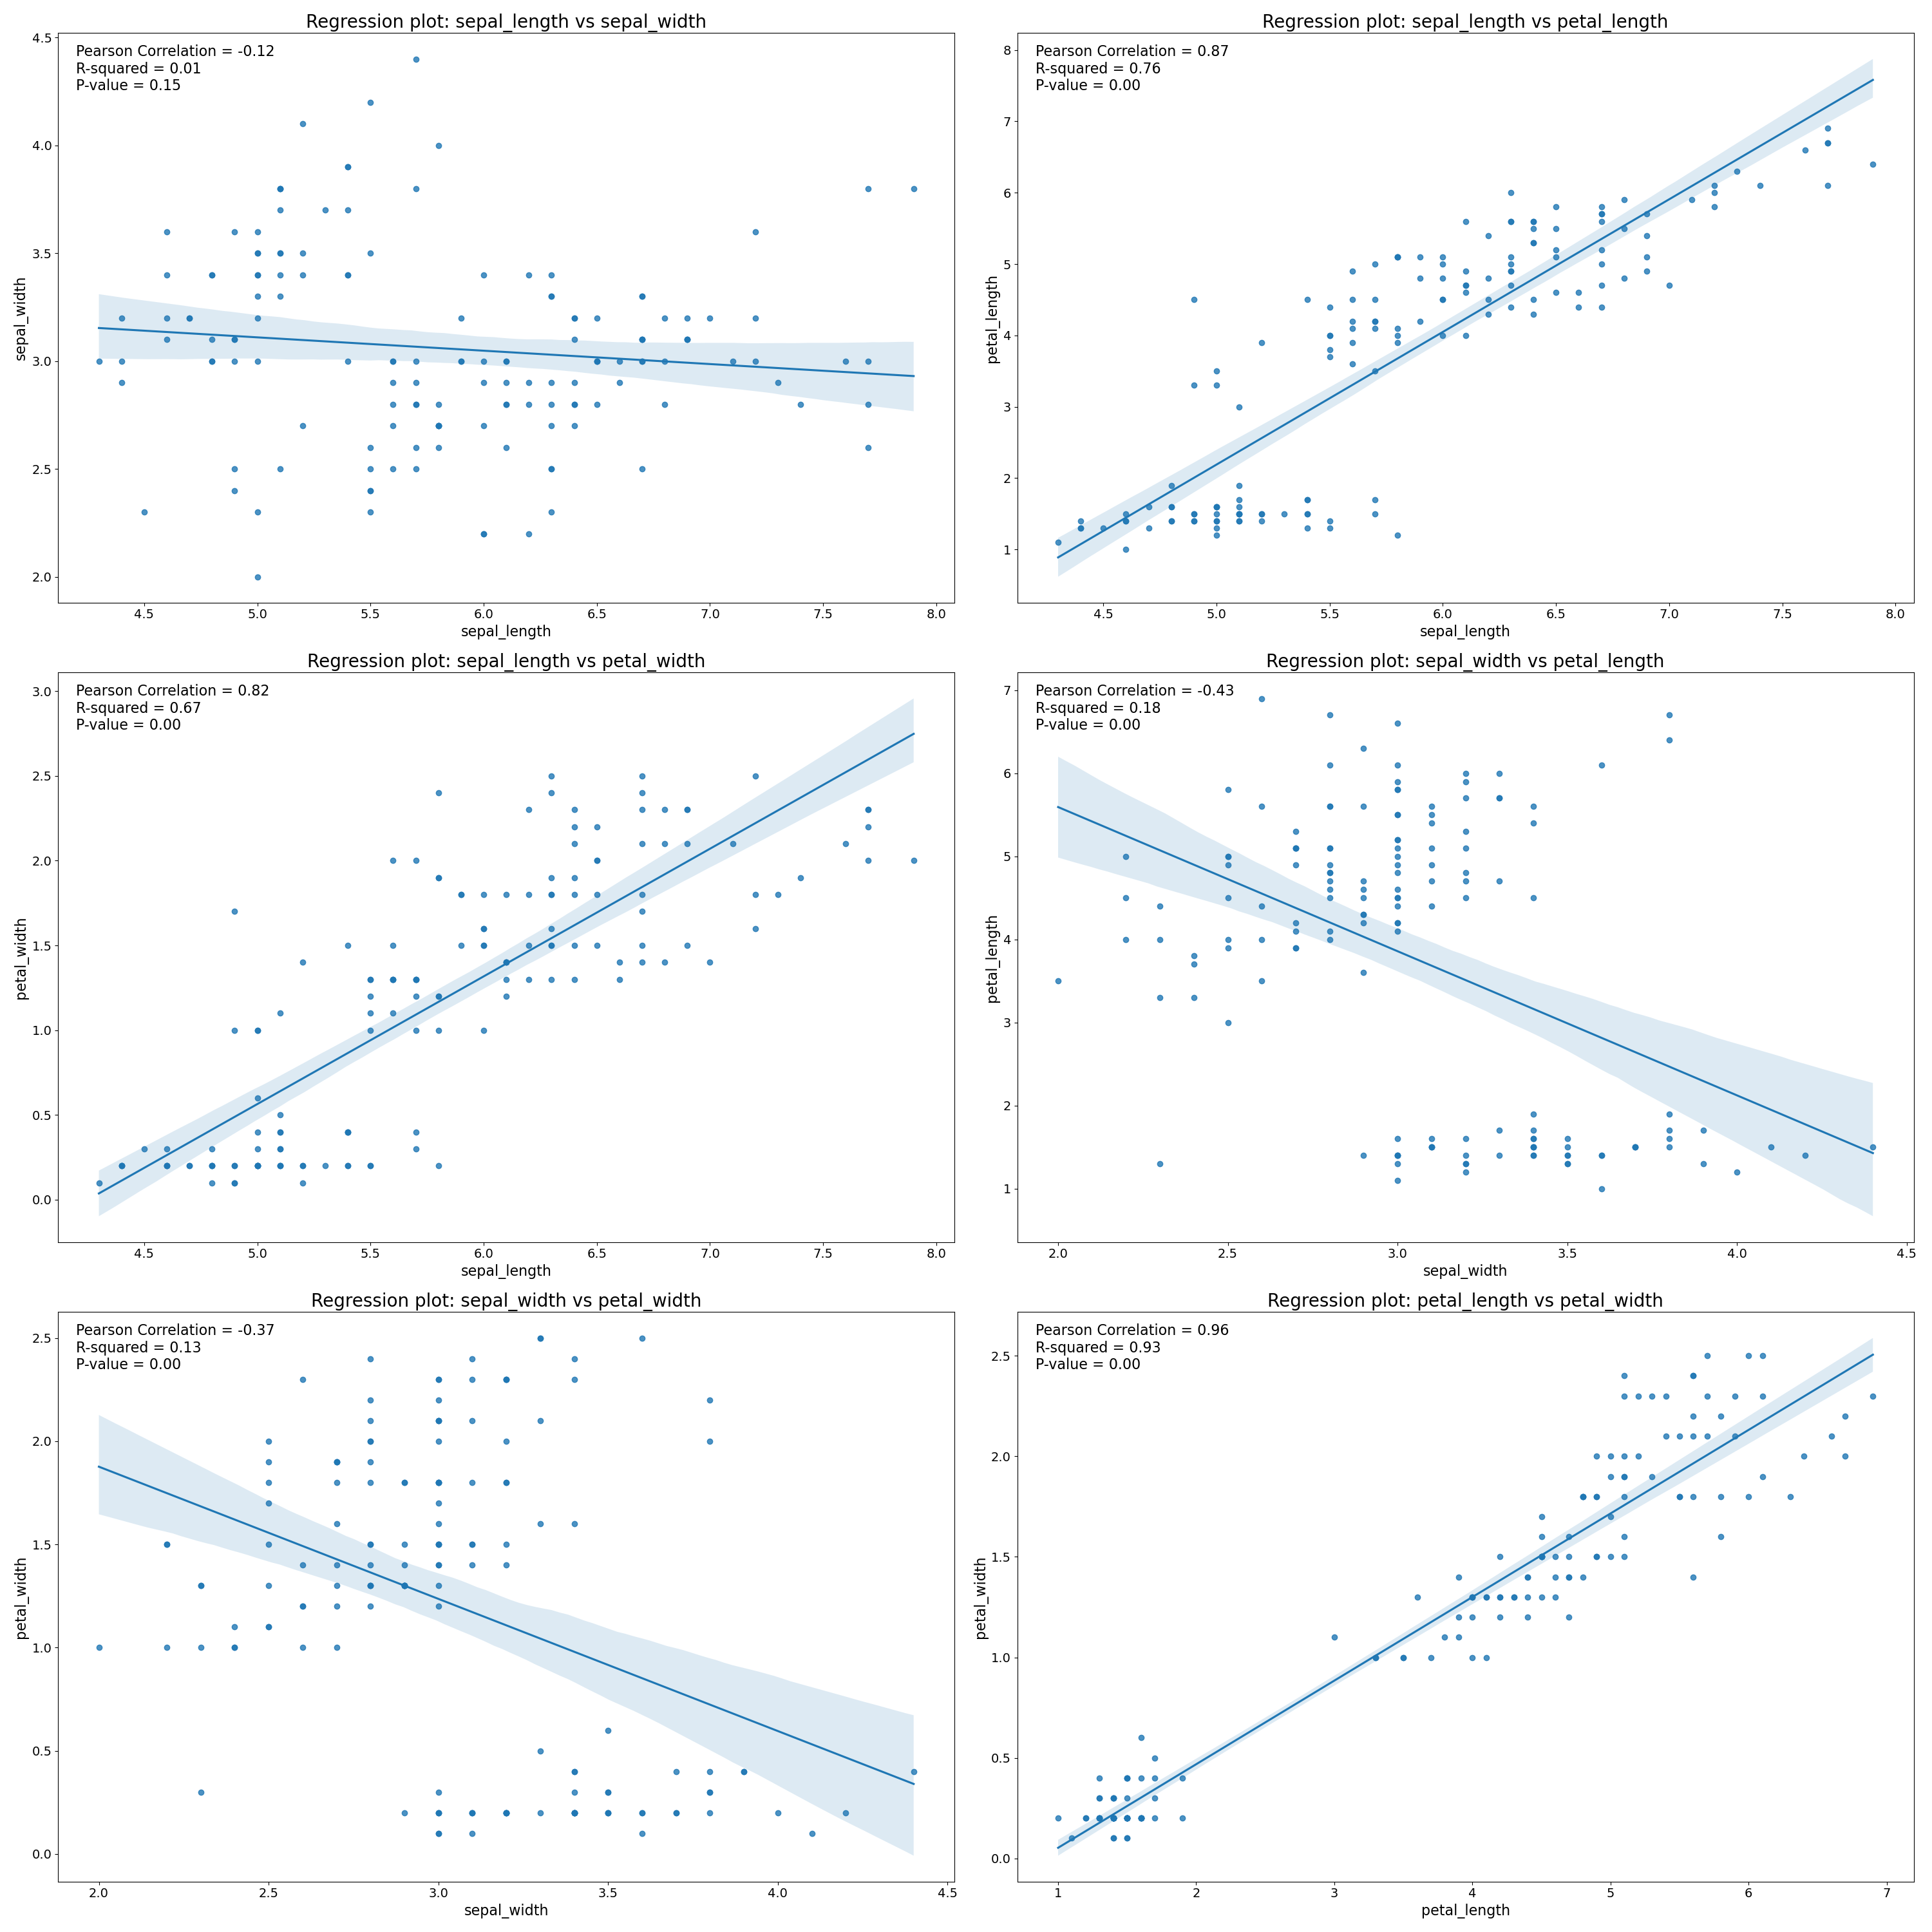 Regression plot: sepal_length vs sepal_width
Pearson Correlation = -0.12
R-squared = 0.01
P-value = 0.15
4.5
4.0
3.5
3.0
2.5
2.0
sepal_width
4.5 5.0 5.5 6.0 6.5 7.0 7.5 8.0
sepal_length
Regression plot: sepal_length vs petal_length
Pearson Correlation = 0.87
R-squared = 0.76
P-value = 0.00
8
7
6
5
4
3
2
1
petal_length
4.5 5.0 5.5 6.0 6.5 7.0 7.5 8.0
sepal_length
Regression plot: sepal_length vs petal_width
Pearson Correlation = 0.82
R-squared = 0.67
P-value = 0.00
3.0
2.5
2.0
1.5
1.0
0.5
0.0
petal_width
4.5 5.0 5.5 6.0 6.5 7.0 7.5 8.0
sepal_length
Regression plot: sepal_width vs petal_length
Pearson Correlation = -0.43
R-squared = 0.18
P-value = 0.00
7
6
5
4
3
2
1
petal_length
2.0 2.5 3.0 3.5 4.0 4.5
sepal_width
Regression plot: sepal_width vs petal_width
Pearson Correlation = -0.37
R-squared = 0.13
P-value = 0.00
2.5
2.0
1.5
1.0
0.5
0.0
petal_width
2.0 2.5 3.0 3.5 4.0 4.5
sepal_width
Regression plot: petal_length vs petal_width
Pearson Correlation = 0.96
R-squared = 0.93
P-value = 0.00
2.5
2.0
1.5
1.0
0.5
0.0
petal_width
1 2 3 4 5 6 7
petal_length